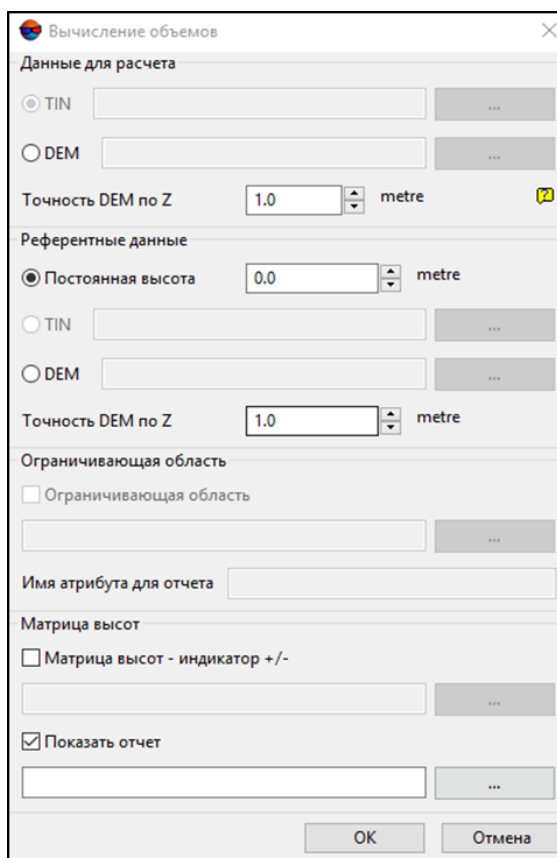 Вычисление объемов
Данные для расчета
TIN ...
DEM ...
Точность DEM по Z 1.0 metre
Референтные данные
Постоянная высота 0.0 metre
TIN ...
DEM ...
Точность DEM по Z 1.0 metre
Ограничивающая область
Ограничивающая область
...
Имя атрибута для отчета
Матрица высот
Матрица высот - индикатор +/-
...
Показать отчет
...
OK Отмена